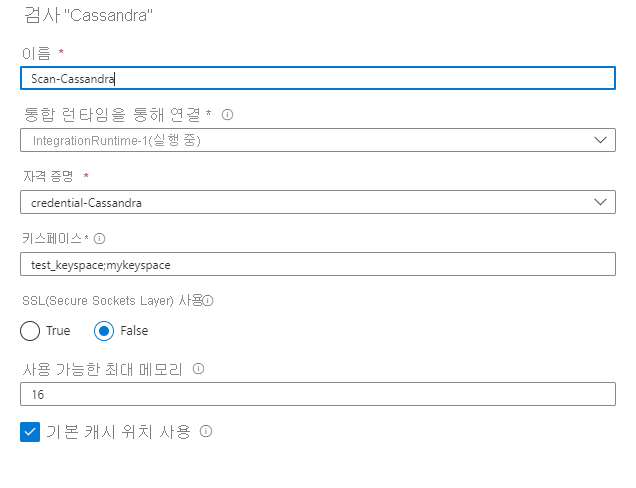 검사 "Cassandra"
이름 *
Scan-Cassandra
통합 런타임을 통해 연결 *
IntegrationRuntime-1(실행 중)
자격 증명 *
credential-Cassandra
키스페이스 *
test_keyspace;mykeyspace
SSL(Secure Sockets Layer) 사용
True False
사용 가능한 최대 메모리
16
기본 캐시 위치 사용